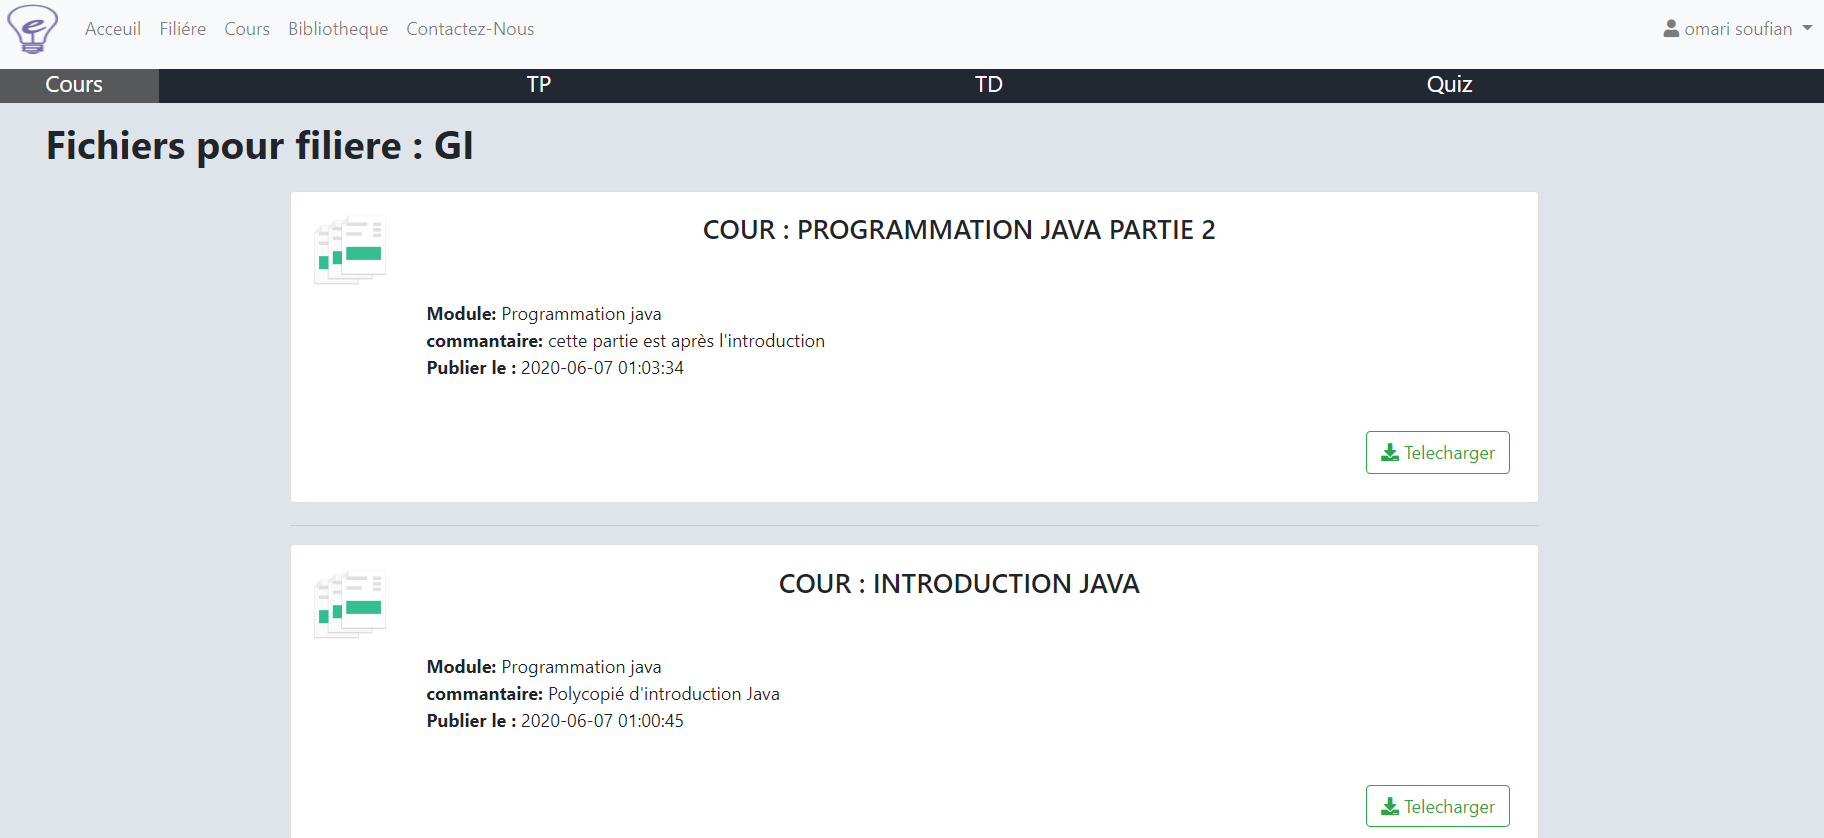 e
Acceuil Filiére Cours Bibliotheque Contactez-Nous omari soufian
Cours TP TD Quiz
Fichiers pour filiere : GI
COUR : PROGRAMMATION JAVA PARTIE 2
Module: Programmation java
commantaire: cette partie est après l'introduction
Publier le : 2020-06-07 01:03:34
Telecharger
COUR : INTRODUCTION JAVA
Module: Programmation java
commantaire: Polycopié d'introduction Java
Publier le : 2020-06-07 01:00:45
Telecharger